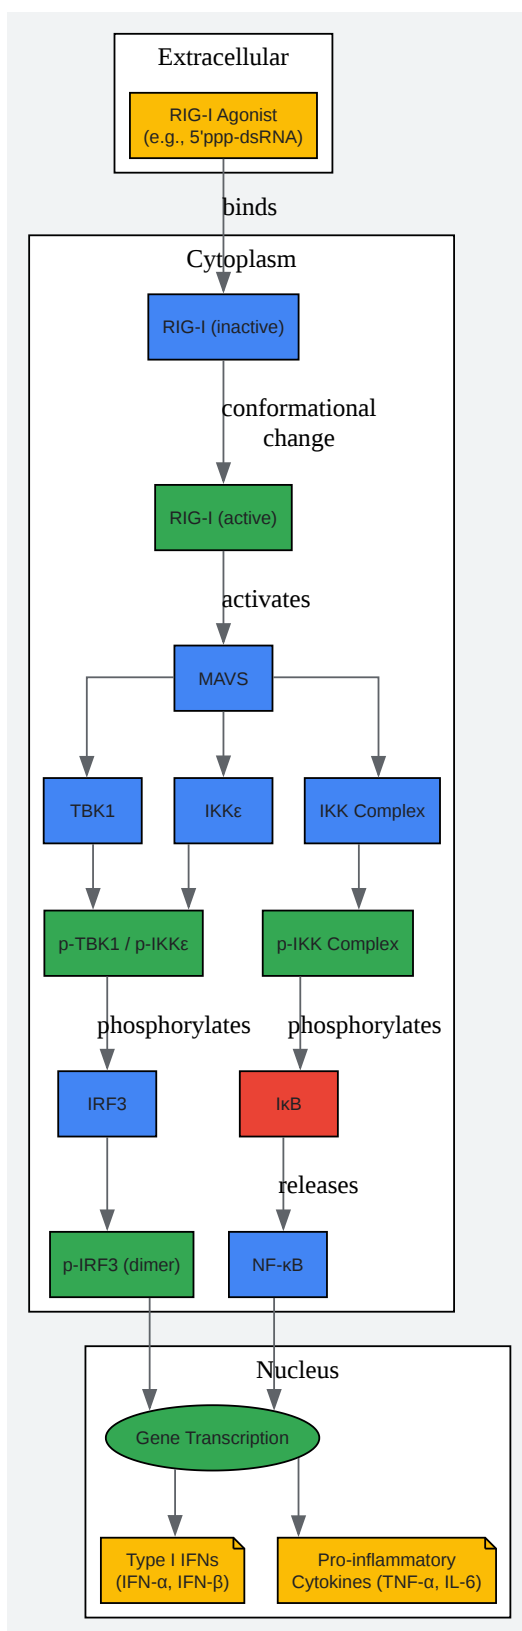 Extracellular
RIG-I Agonist
(e.g., 5'ppp-dsRNA)
binds
Cytoplasm
RIG-I (inactive)
conformational
change
RIG-I (active)
activates
MAVS
TBK1
IKKε
IKK Complex
p-TBK1 / p-IKKε
p-IKK Complex
phosphorylates
phosphorylates
IRF3
IκB
releases
p-IRF3 (dimer)
NF-κB
Nucleus
Gene Transcription
Type I IFNs
(IFN-α, IFN-β)
Pro-inflammatory
Cytokines (TNF-α, IL-6)